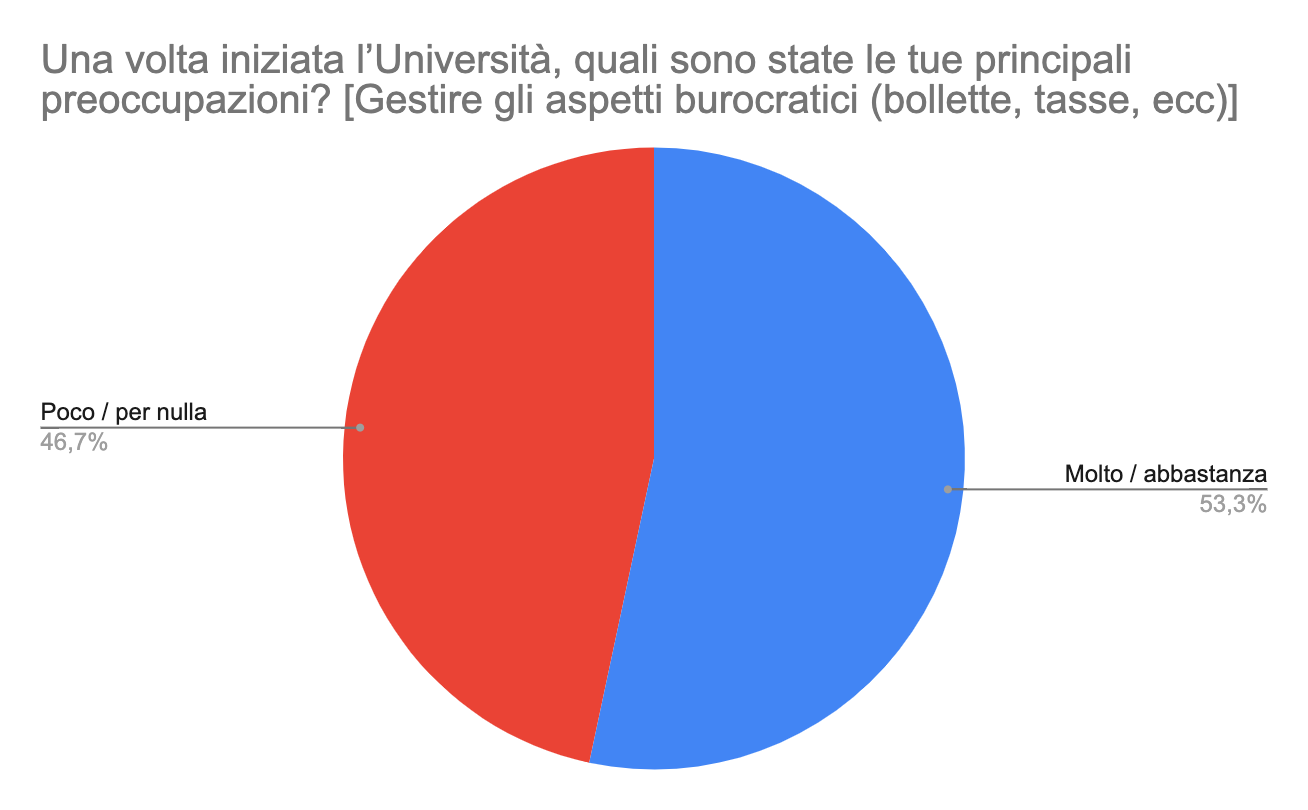 Una volta iniziata l’Università, quali sono state le tue principali
preoccupazioni? [Gestire gli aspetti burocratici (bollette, tasse, ecc)]
Poco / per nulla
46,7%
Molto / abbastanza
53,3%